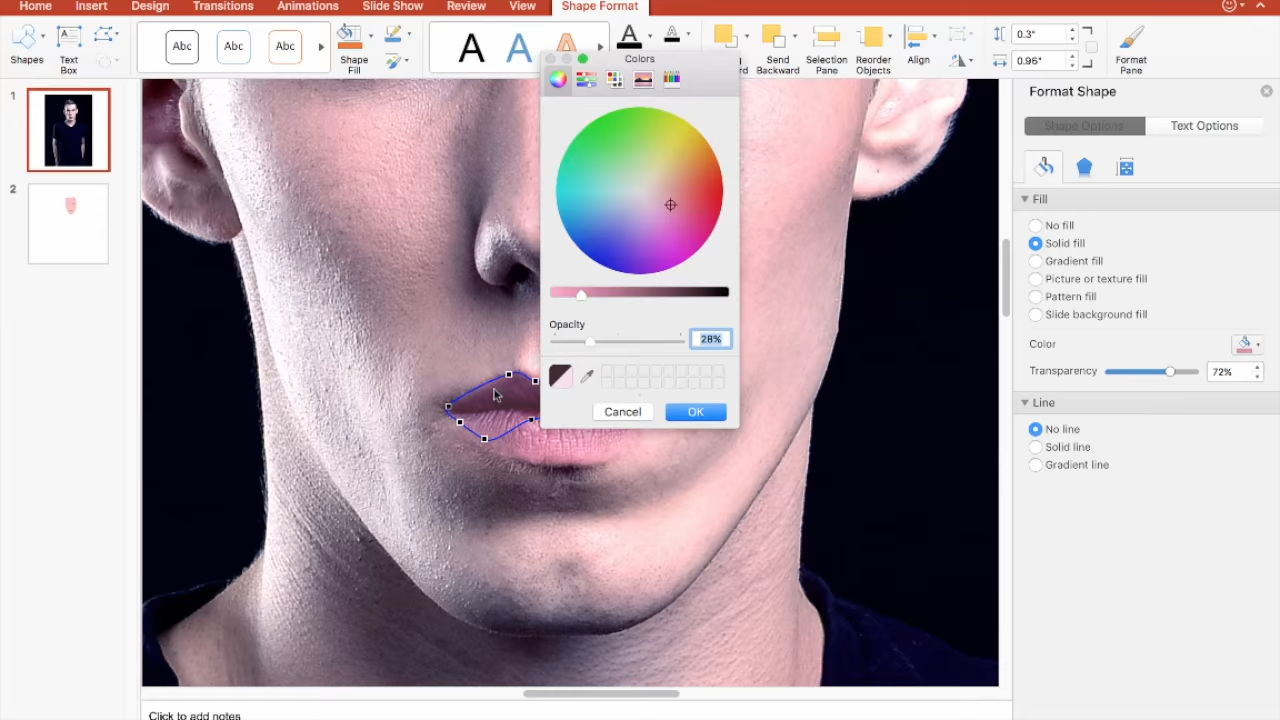 Home Insert Design Transitions Animations Slide Show Review View Shape Format
Abc Abc Abc A A A A A
Shapes Text Box Shape Fill Send Backward Selection Pane Reorder Objects Align Format Pane
0.3"
0.96"
Colors
1
2
Opacity
28%
Cancel OK
Format Shape
Shape Options Text Options
Fill
No fill
Solid fill
Gradient fill
Picture or texture fill
Pattern fill
Slide background fill
Color
Transparency 72%
Line
No line
Solid line
Gradient line
Click to add notes